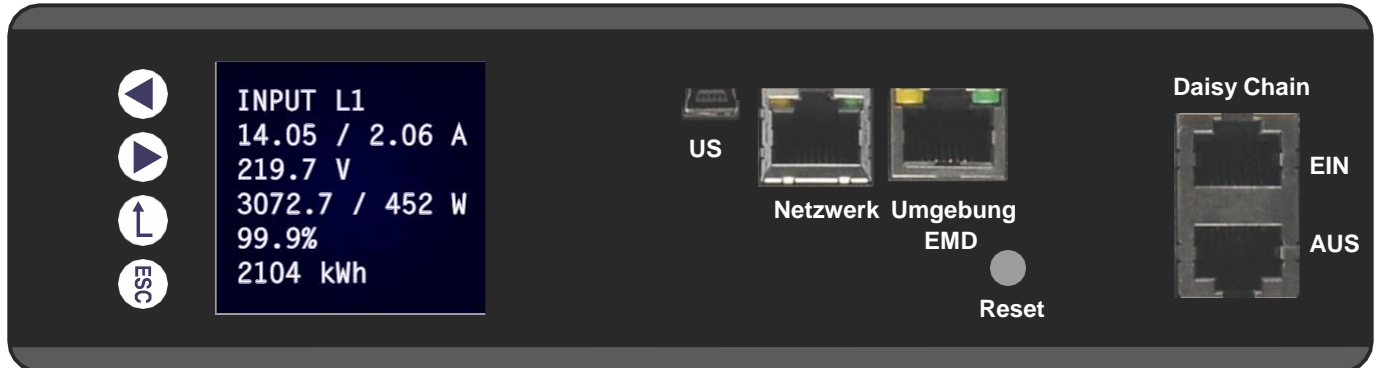 INPUT L1
14.05 / 2.06 A
219.7 V
3072.7 / 452 W
99.9%
2104 kWh
ESC
US
Netzwerk
Umgebung
EMD
Reset
Daisy Chain
EIN
AUS